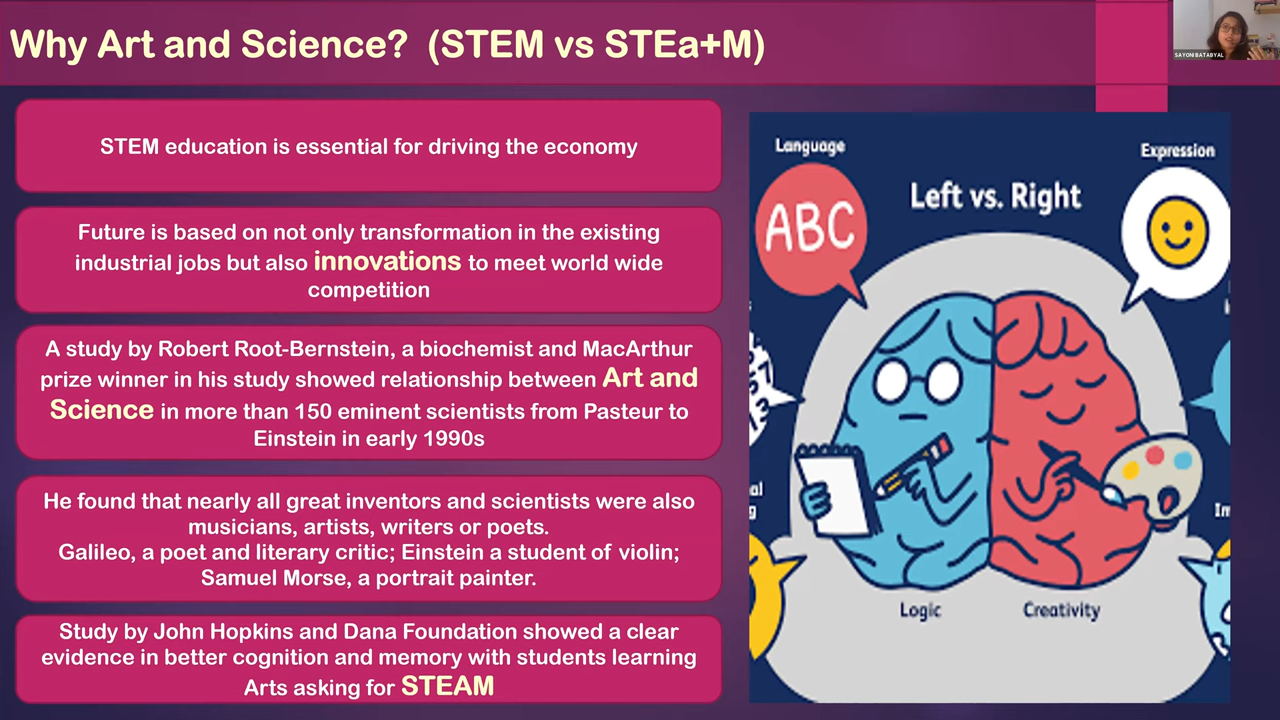 Why Art and Science? (STEM vs STEa+M)
SAYONI BATABYAL
STEM education is essential for driving the economy
Future is based on not only transformation in the existing
industrial jobs but also innovations to meet world wide
competition
A study by Robert Root-Bernstein, a biochemist and MacArthur
prize winner in his study showed relationship between Art and
Science in more than 150 eminent scientists from Pasteur to
Einstein in early 1990s
He found that nearly all great inventors and scientists were also
musicians, artists, writers or poets.
Galileo, a poet and literary critic; Einstein a student of violin;
Samuel Morse, a portrait painter.
Study by John Hopkins and Dana Foundation showed a clear
evidence in better cognition and memory with students learning
Arts asking for STEAM
Language
Expression
Left vs. Right
ABC
Logic
Creativity